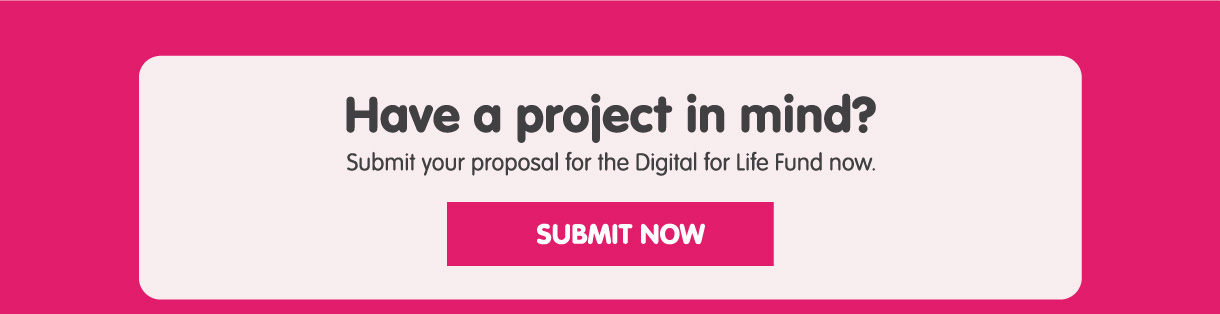 Have a project in mind?
Submit your proposal for the Digital for Life Fund now.
SUBMIT NOW